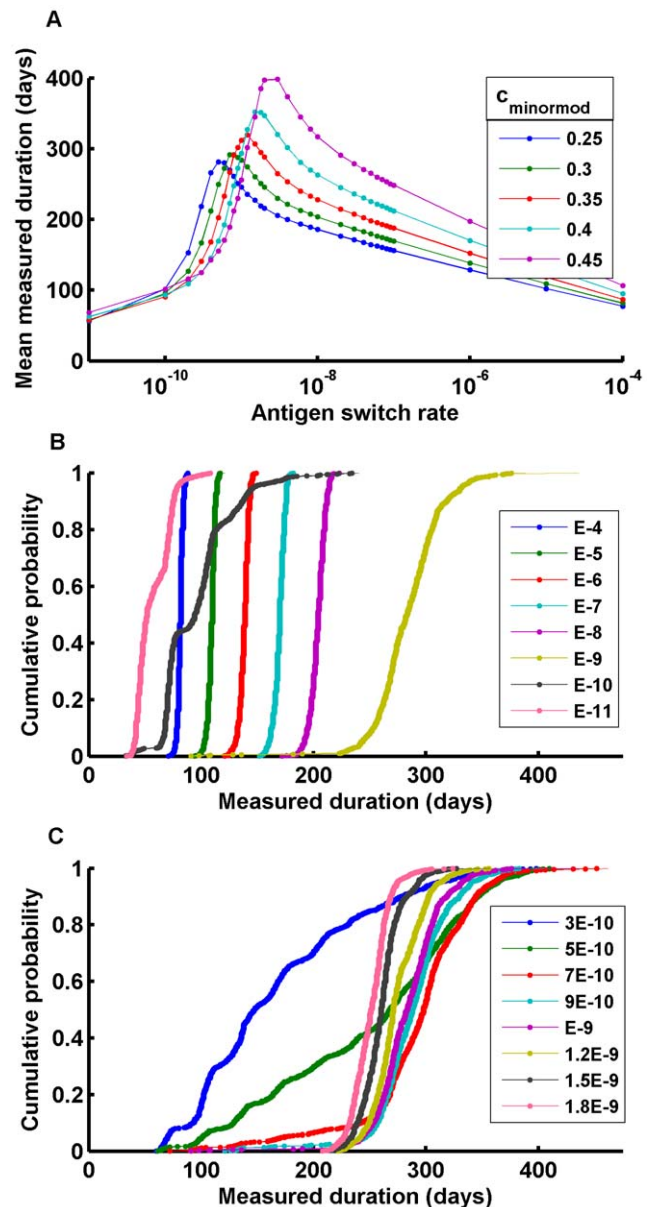 A
Mean measured duration (days)
400
300
200
100
0
10-10
10-8
10-6
10-4
Antigen switch rate
cminormod
0.25
0.3
0.35
0.4
0.45
B
Cumulative probability
1
0.8
0.6
0.4
0.2
0
0
100
200
300
400
Measured duration (days)
E-4
E-5
E-6
E-7
E-8
E-9
E-10
E-11
C
Cumulative probability
1
0.8
0.6
0.4
0.2
0
0
100
200
300
400
Measured duration (days)
3E-10
5E-10
7E-10
9E-10
E-9
1.2E-9
1.5E-9
1.8E-9